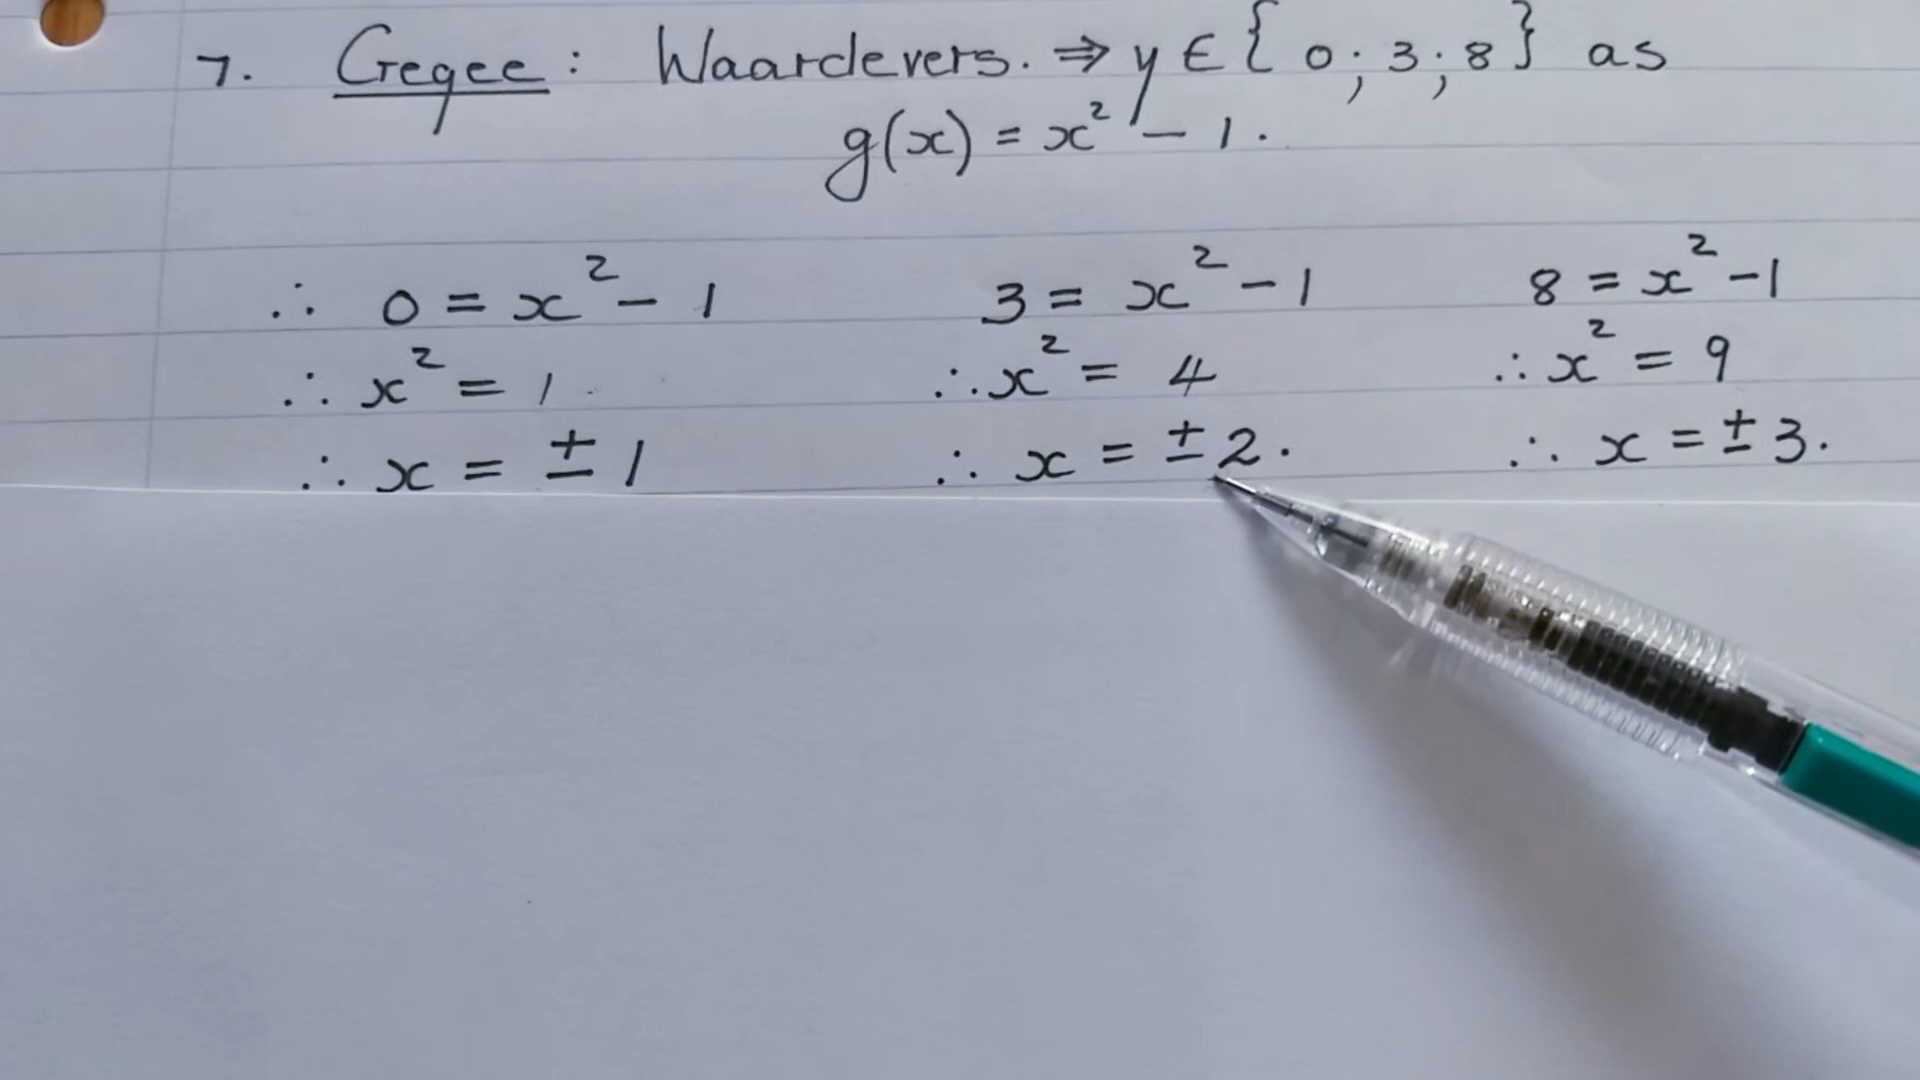 7. Gegee : Waardevers. ⇒ y ∈ { 0 ; 3 ; 8 } as
g(x) = x² - 1.
∴ 0 = x² - 1 3 = x² - 1 8 = x² - 1
∴ x² = 1 ∴ x² = 4 ∴ x² = 9
∴ x = ± 1 ∴ x = ± 2. ∴ x = ± 3.